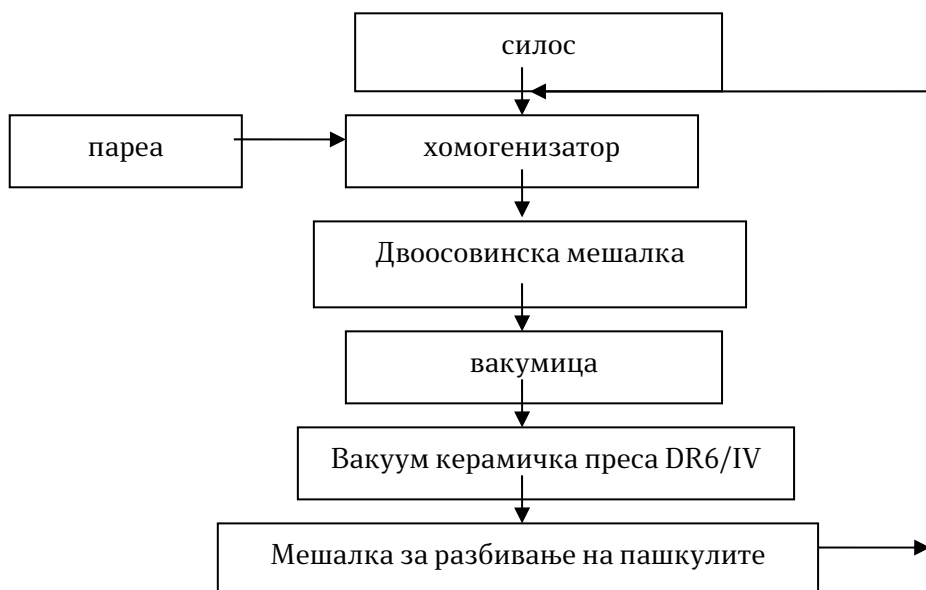 силос
пареа
хомогенизатор
Двоосовинска мешалка
вакумица
Вакуум керамичка преса DR6/IV
Мешалка за разбивање на пашкулите